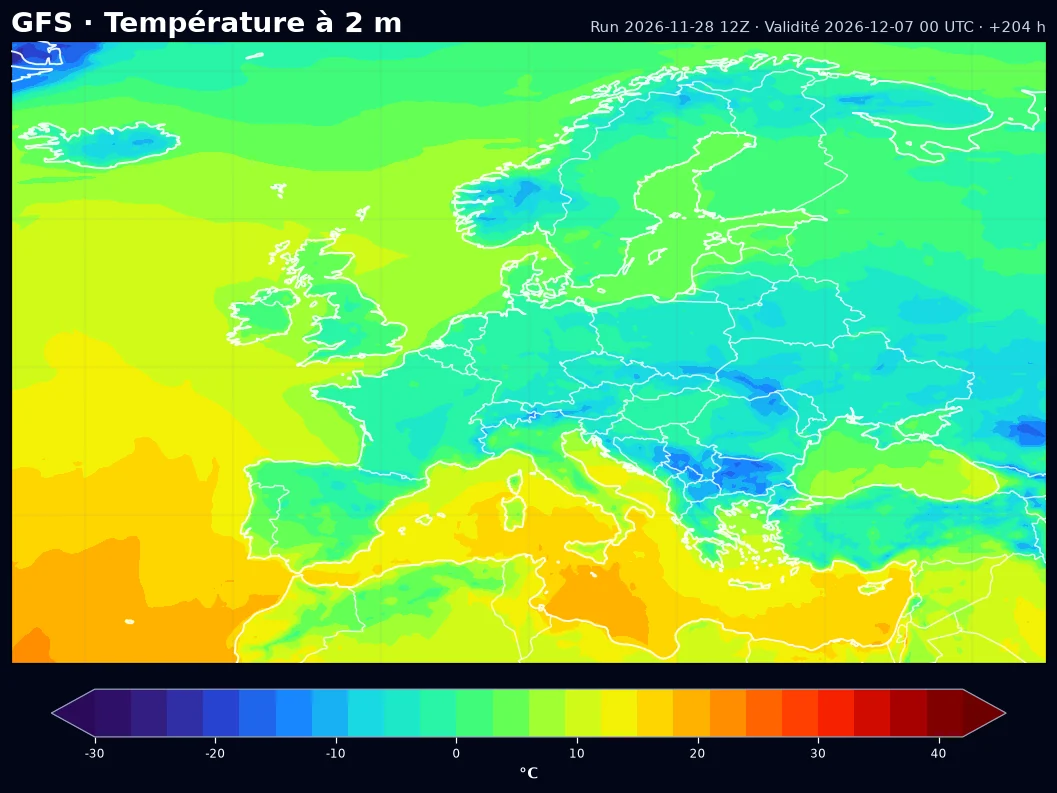 GFS · Température à 2 m
Run 2026-11-28 12Z · Validité 2026-12-07 00 UTC · +204 h
-30 -20 -10 0 10 20 30 40
°C